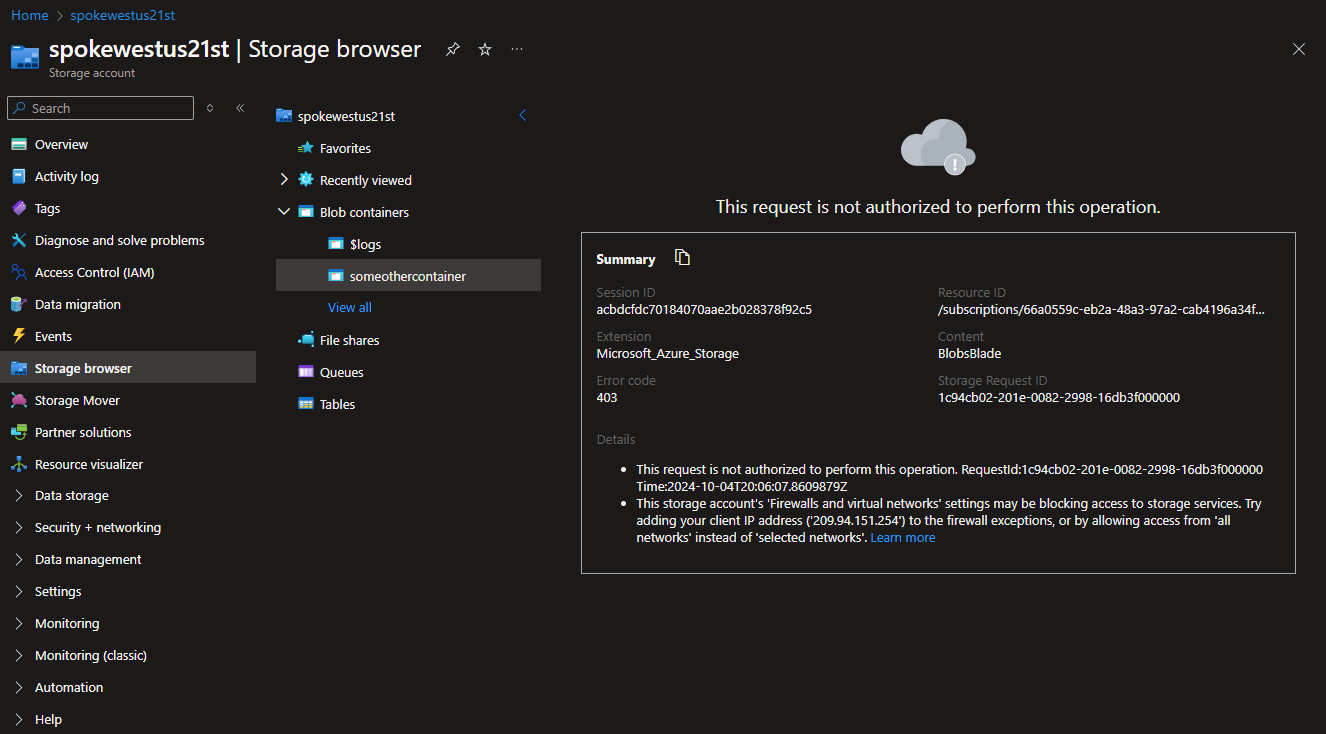 Home > spokewestus21st
spokewestus21st | Storage browser
Storage account
Search
Overview
Activity log
Tags
Diagnose and solve problems
Access Control (IAM)
Data migration
Events
Storage browser
Storage Mover
Partner solutions
Resource visualizer
Data storage
Security + networking
Data management
Settings
Monitoring
Monitoring (classic)
Automation
Help
spokewestus21st
Favorites
Recently viewed
Blob containers
$logs
someothercontainer
View all
File shares
Queues
Tables
This request is not authorized to perform this operation.
Summary
Session ID
acbdcfdc70184070aae2b028378f92c5
Resource ID
/subscriptions/66a0559c-eb2a-48a3-97a2-cab4196a34f...
Extension
Microsoft_Azure_Storage
Content
BlobsBlade
Error code
403
Storage Request ID
1c94cb02-201e-0082-2998-16db3f000000
Details
• This request is not authorized to perform this operation. RequestId:1c94cb02-201e-0082-2998-16db3f000000
Time:2024-10-04T20:06:07.8609879Z
• This storage account's 'Firewalls and virtual networks' settings may be blocking access to storage services. Try
adding your client IP address ('209.94.151.254') to the firewall exceptions, or by allowing access from 'all
networks' instead of 'selected networks'. Learn more